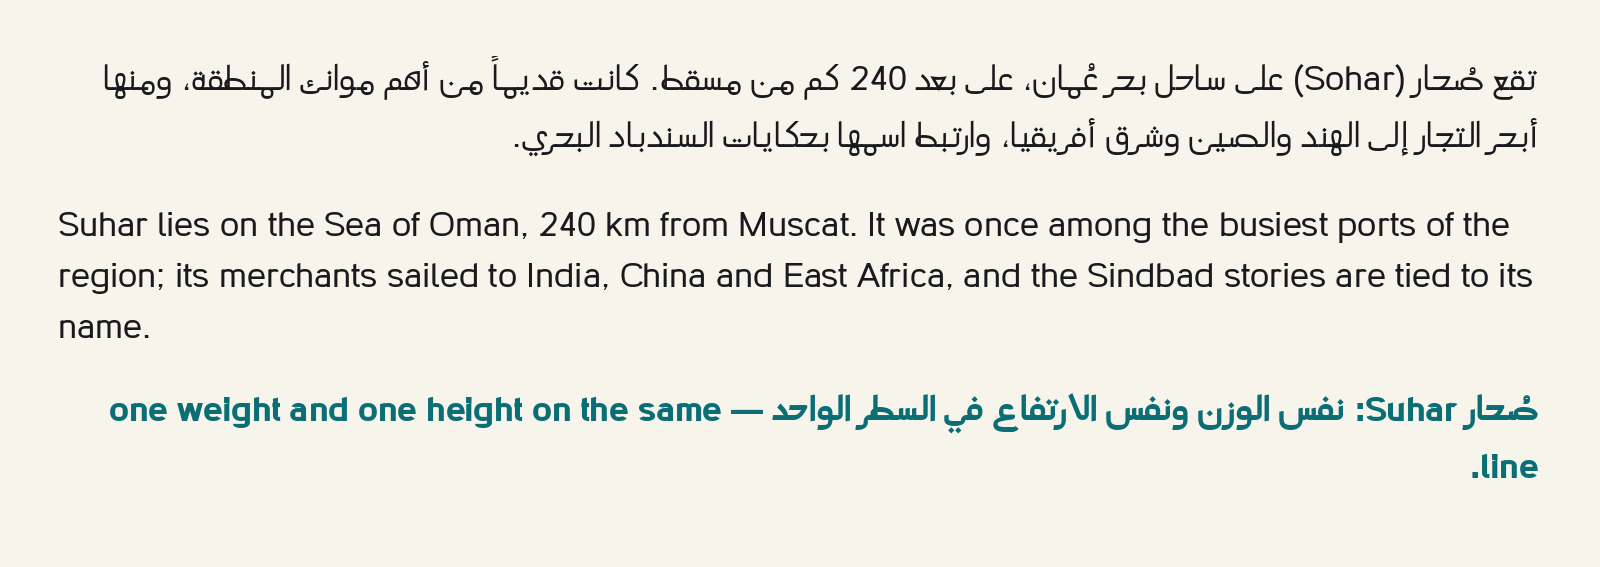 تقع صُحار (Sohar) على ساحل بحر عُمان، على بعد 240 كم من مسقط. كانت قديماً من أهم موانئ المنطقة، ومنها
أبحر التجار إلى الهند والصين وشرق أفريقيا، وارتبط اسمها بحكايات السندباد البحري.
Suhar lies on the Sea of Oman, 240 km from Muscat. It was once among the busiest ports of the
region; its merchants sailed to India, China and East Africa, and the Sindbad stories are tied to its
name.
صُحار Suhar: نفس الوزن ونفس الارتفاع في السطر الواحد — one weight and one height on the same
line.